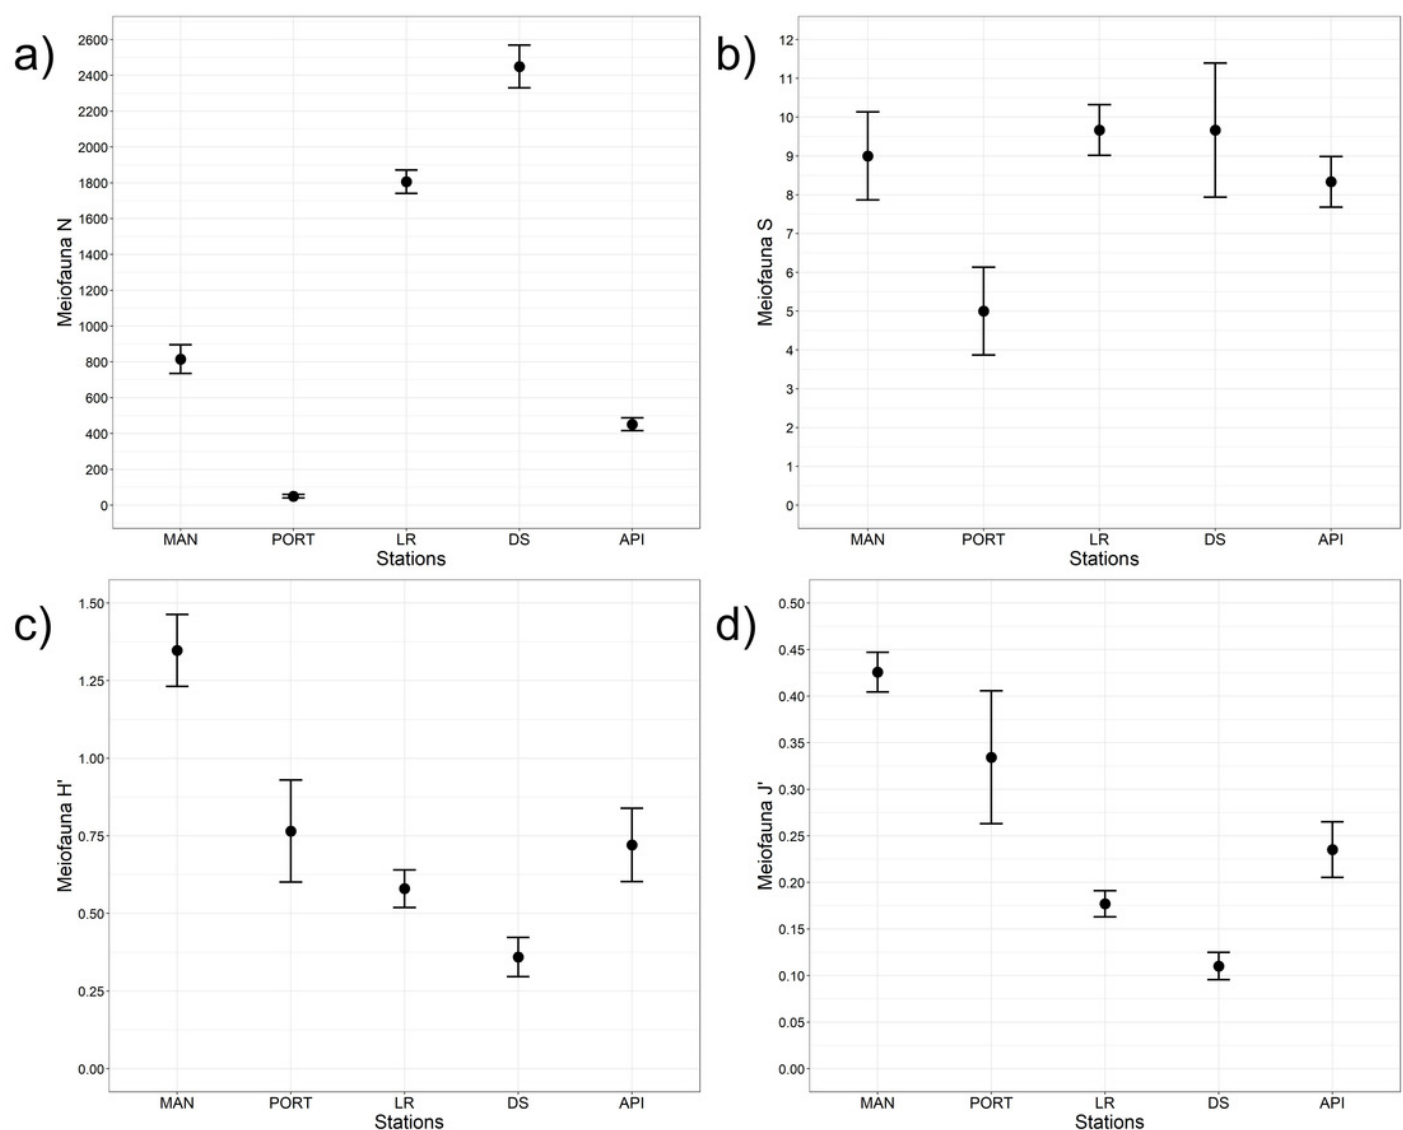 a)
Meiofauna N
2600
2400
2200
2000
1800
1600
1400
1200
1000
800
600
400
200
0
MAN PORT LR DS API
Stations
b)
Meiofauna S
12
11
10
9
8
7
6
5
4
3
2
1
0
MAN PORT LR DS API
Stations
c)
Meiofauna H'
1.50
1.25
1.00
0.75
0.50
0.25
0.00
MAN PORT LR DS API
Stations
d)
Meiofauna J'
0.50
0.45
0.40
0.35
0.30
0.25
0.20
0.15
0.10
0.05
0.00
MAN PORT LR DS API
Stations